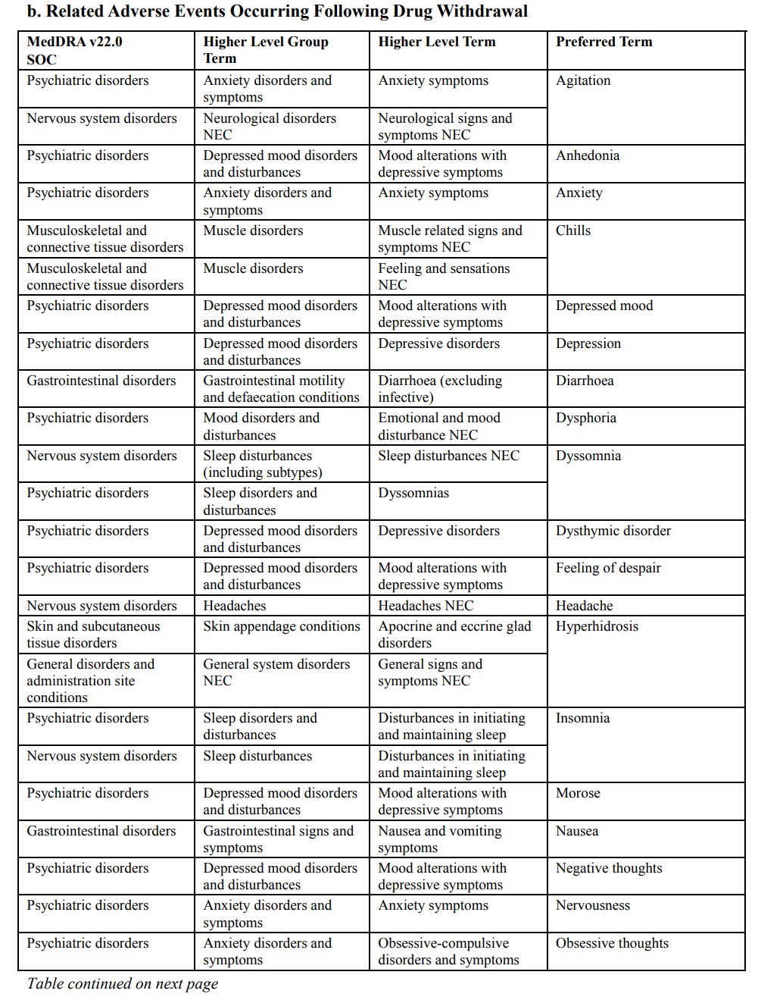 b. Related Adverse Events Occurring Following Drug Withdrawal
MedDRA v22.0 SOC | Higher Level Group Term | Higher Level Term | Preferred Term
Psychiatric disorders | Anxiety disorders and symptoms | Anxiety symptoms | Agitation
Nervous system disorders | Neurological disorders NEC | Neurological signs and symptoms NEC
Psychiatric disorders | Depressed mood disorders and disturbances | Mood alterations with depressive symptoms | Anhedonia
Psychiatric disorders | Anxiety disorders and symptoms | Anxiety symptoms | Anxiety
Musculoskeletal and connective tissue disorders | Muscle disorders | Muscle related signs and symptoms NEC | Chills
Musculoskeletal and connective tissue disorders | Muscle disorders | Feeling and sensations NEC
Psychiatric disorders | Depressed mood disorders and disturbances | Mood alterations with depressive symptoms | Depressed mood
Psychiatric disorders | Depressed mood disorders and disturbances | Depressive disorders | Depression
Gastrointestinal disorders | Gastrointestinal motility and defaecation conditions | Diarrhoea (excluding infective) | Diarrhoea
Psychiatric disorders | Mood disorders and disturbances | Emotional and mood disturbance NEC | Dysphoria
Nervous system disorders | Sleep disturbances (including subtypes) | Sleep disturbances NEC | Dyssomnia
Psychiatric disorders | Sleep disorders and disturbances | Dyssomnias
Psychiatric disorders | Depressed mood disorders and disturbances | Depressive disorders | Dysthymic disorder
Psychiatric disorders | Depressed mood disorders and disturbances | Mood alterations with depressive symptoms | Feeling of despair
Nervous system disorders | Headaches | Headaches NEC | Headache
Skin and subcutaneous tissue disorders | Skin appendage conditions | Apocrine and eccrine glad disorders | Hyperhidrosis
General disorders and administration site conditions | General system disorders NEC | General signs and symptoms NEC
Psychiatric disorders | Sleep disorders and disturbances | Disturbances in initiating and maintaining sleep | Insomnia
Nervous system disorders | Sleep disturbances | Disturbances in initiating and maintaining sleep
Psychiatric disorders | Depressed mood disorders and disturbances | Mood alterations with depressive symptoms | Morose
Gastrointestinal disorders | Gastrointestinal signs and symptoms | Nausea and vomiting symptoms | Nausea
Psychiatric disorders | Depressed mood disorders and disturbances | Mood alterations with depressive symptoms | Negative thoughts
Psychiatric disorders | Anxiety disorders and symptoms | Anxiety symptoms | Nervousness
Psychiatric disorders | Anxiety disorders and symptoms | Obsessive-compulsive disorders and symptoms | Obsessive thoughts
Table continued on next page